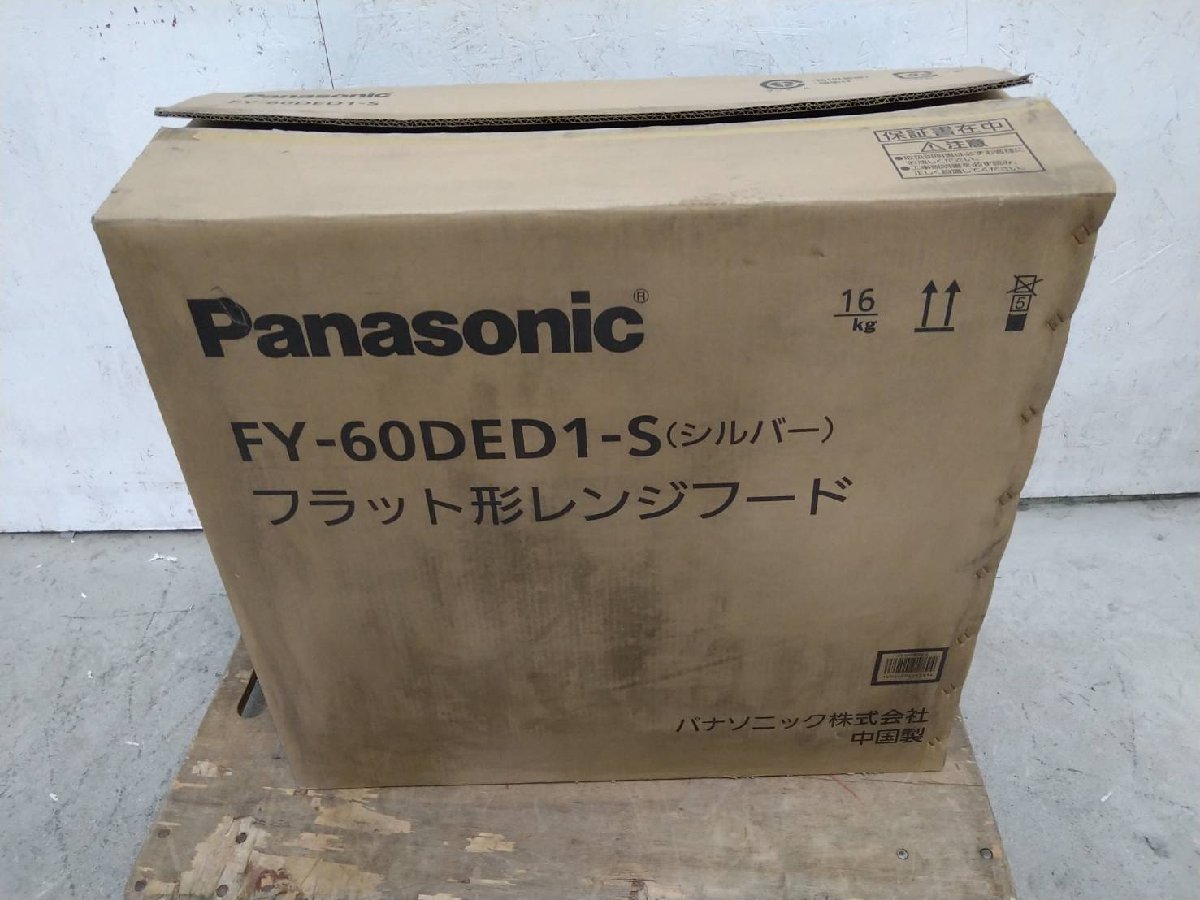 Panasonic
FY-60DED1-S
保証書在中
注意
Panasonic®
16
kg
5
FY-60DED1-S(シルバー)
フラット形レンジフード
パナソニック株式会社
中国製